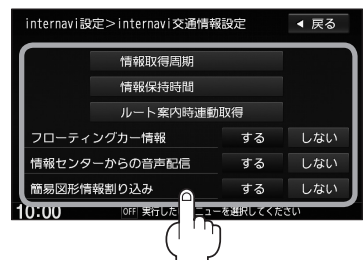 internavi設定＞internavi交通情報設定 ◀ 戻る
情報取得周期
情報保持時間
ルート案内時連動取得
フローティングカー情報 する しない
情報センターからの音声配信 する しない
簡易図形情報割り込み する しない
10:00 OFF 実行した ニューを選択してください